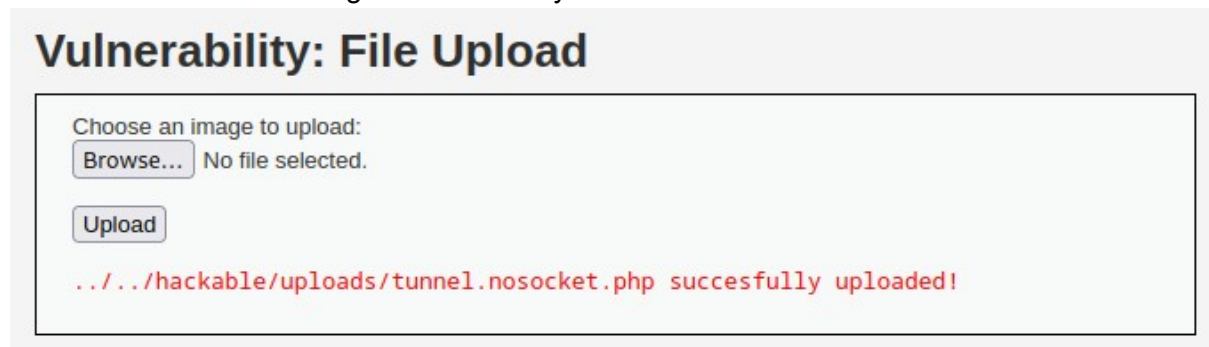 Vulnerability: File Upload
Choose an image to upload:
Browse... No file selected.
Upload
../../hackable/uploads/tunnel.nosocket.php succesfully uploaded!